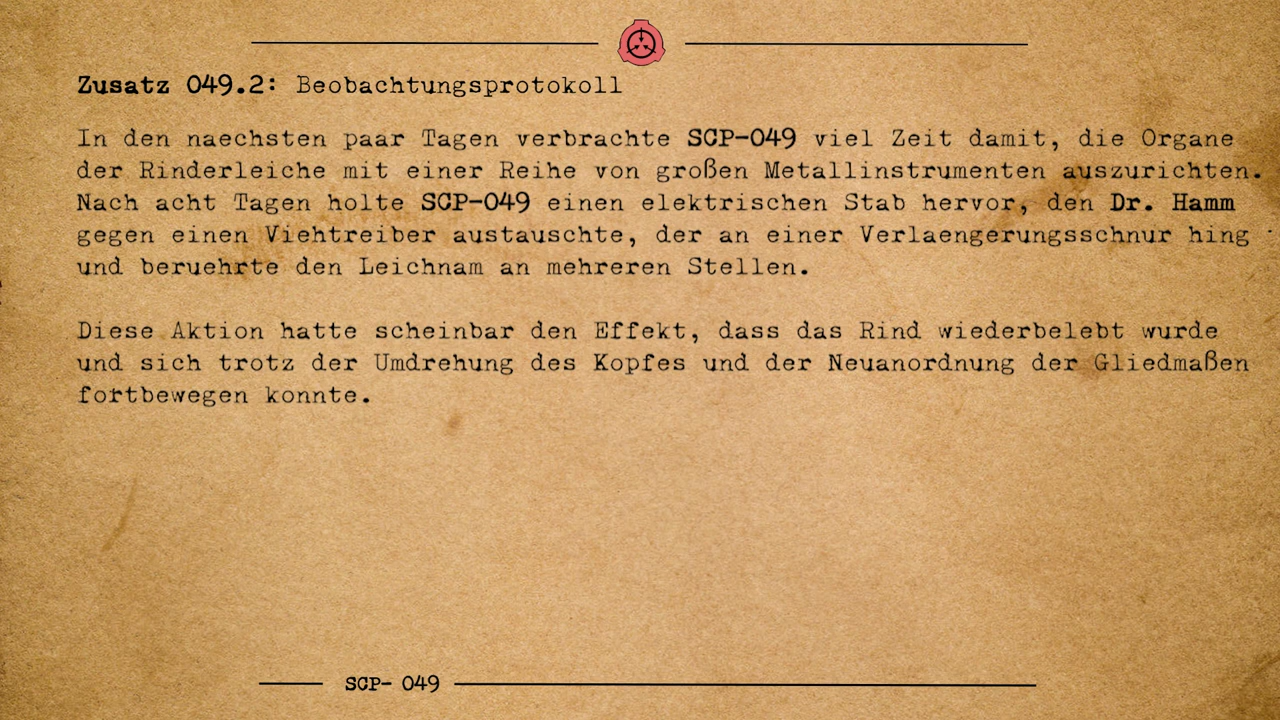 Zusatz 049.2: Beobachtungsprotokoll
In den naechsten paar Tagen verbrachte SCP-049 viel Zeit damit, die Organe
der Rinderleiche mit einer Reihe von großen Metallinstrumenten auszurichten.
Nach acht Tagen holte SCP-049 einen elektrischen Stab hervor, den Dr. Hamm
gegen einen Viehtreiber austauschte, der an einer Verlaengerungsschnur hing
und beruehrte den Leichnam an mehreren Stellen.
Diese Aktion hatte scheinbar den Effekt, dass das Rind wiederbelebt wurde
und sich trotz der Umdrehung des Kopfes und der Neuanordnung der Gliedmaßen
fortbewegen konnte.
SCP- 049